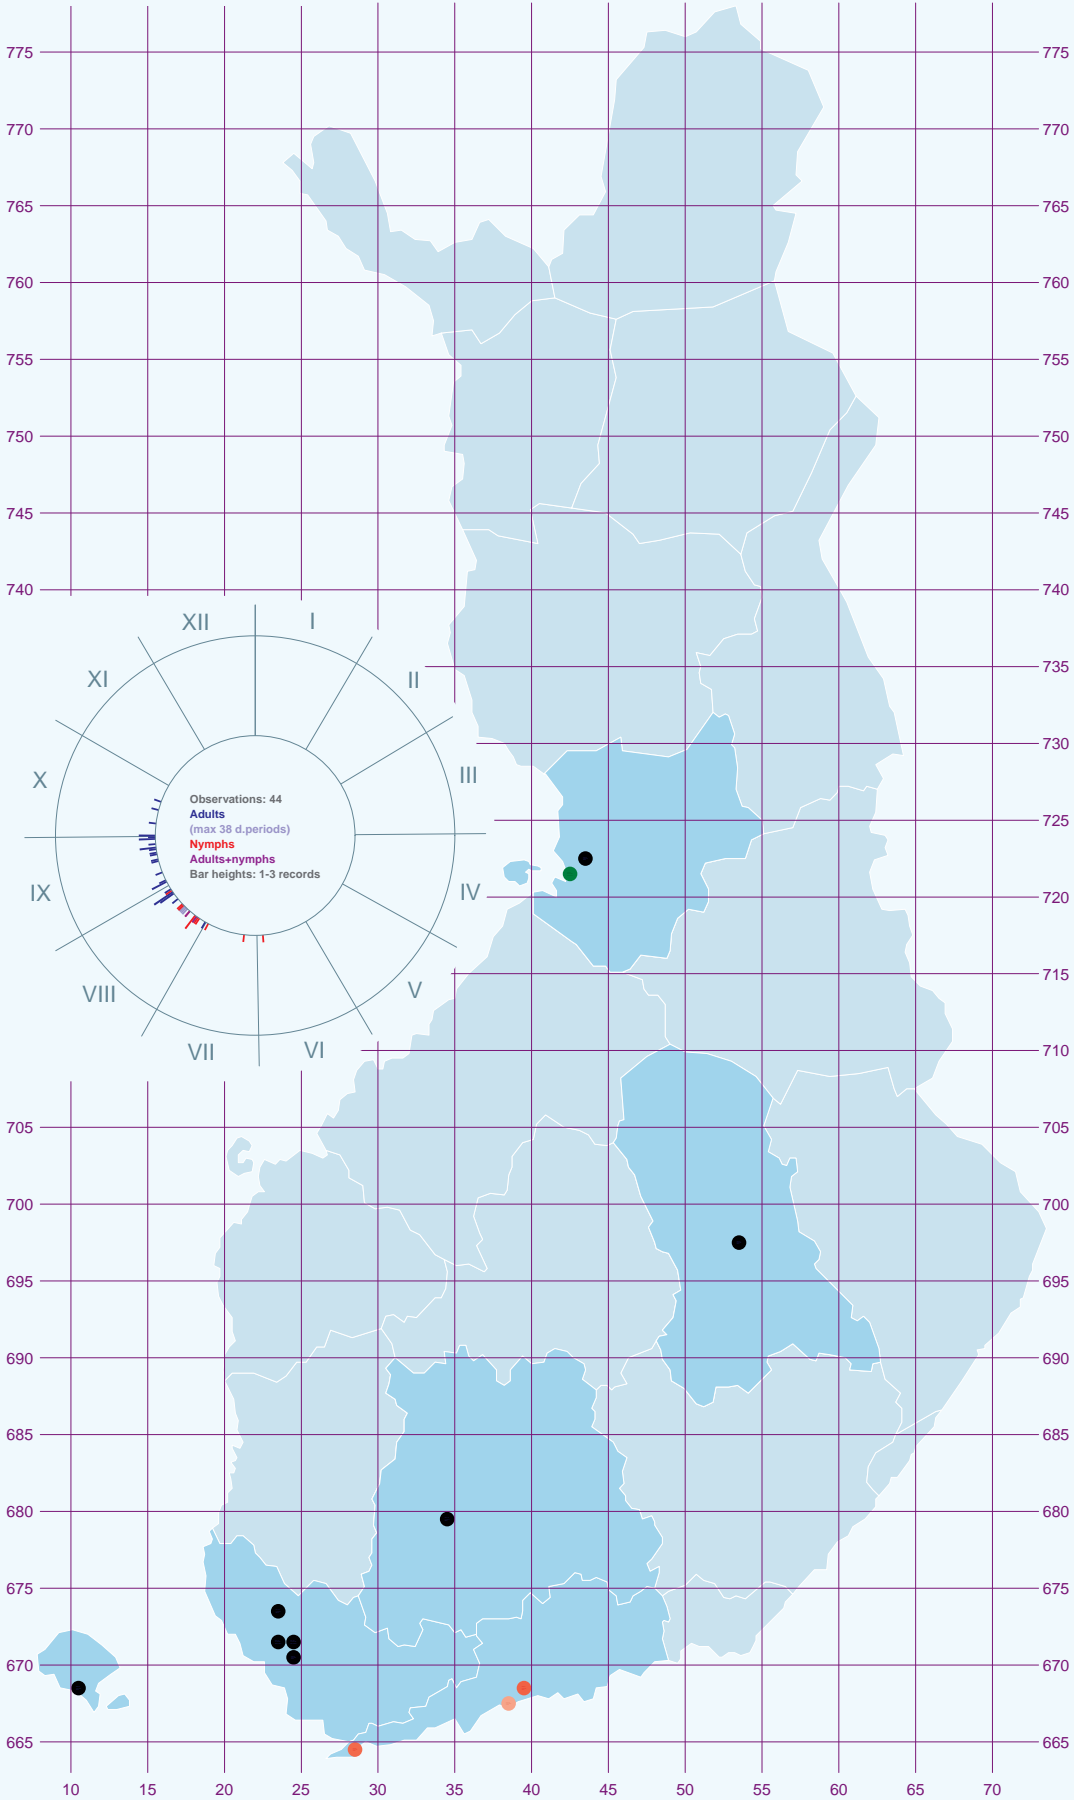 775 775
770 770
765 765
760 760
755 755
750 750
745 745
740 740
XII I
735
XI II
730
III
X
Observations: 44
Adults
(max 38 d.periods)
725
Nymphs
Adults+nymphs
Bar heights: 1-3 records
IX IV
720
715
VIII V
VII VI
710
705 705
700 700
695 695
690 690
685 685
680 680
675 675
670 670
665 665
10 15 20 25 30 35 40 45 50 55 60 65 70